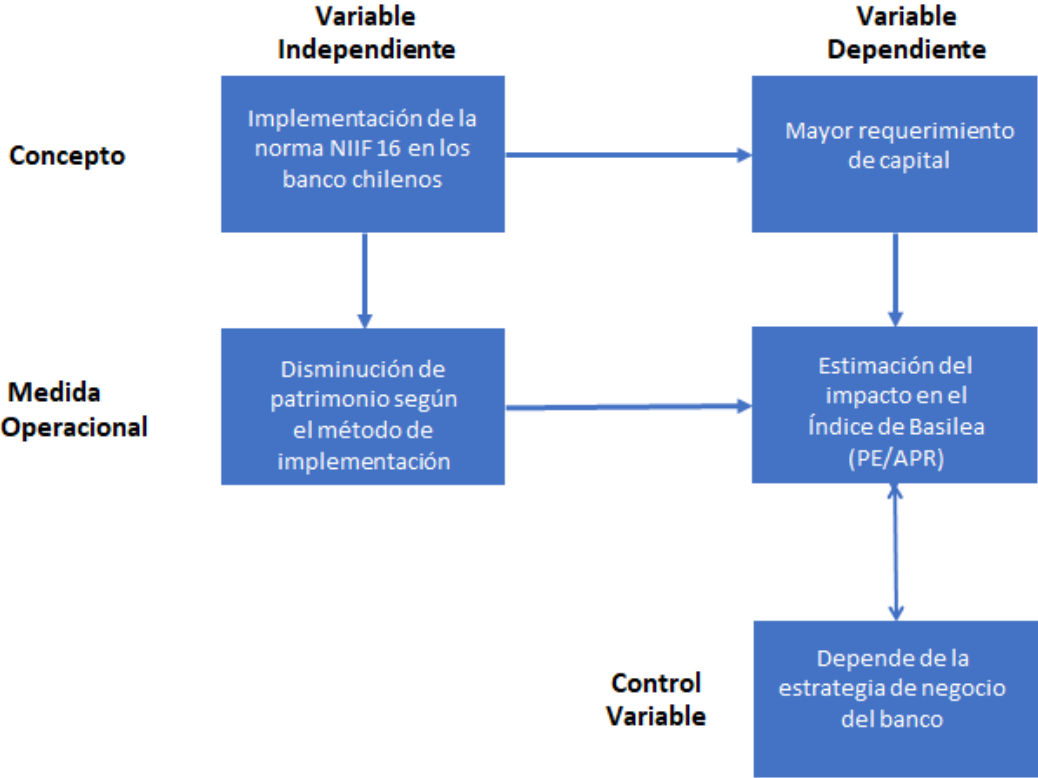 Variable
Independiente
Variable
Dependiente
Concepto
Implementación de la
norma NIIF 16 en los
banco chilenos
Mayor requerimiento
de capital
Medida
Operacional
Disminución de
patrimonio según
el método de
implementación
Estimación del
impacto en el
Índice de Basilea
(PE/APR)
Control
Variable
Depende de la
estrategia de negocio
del banco